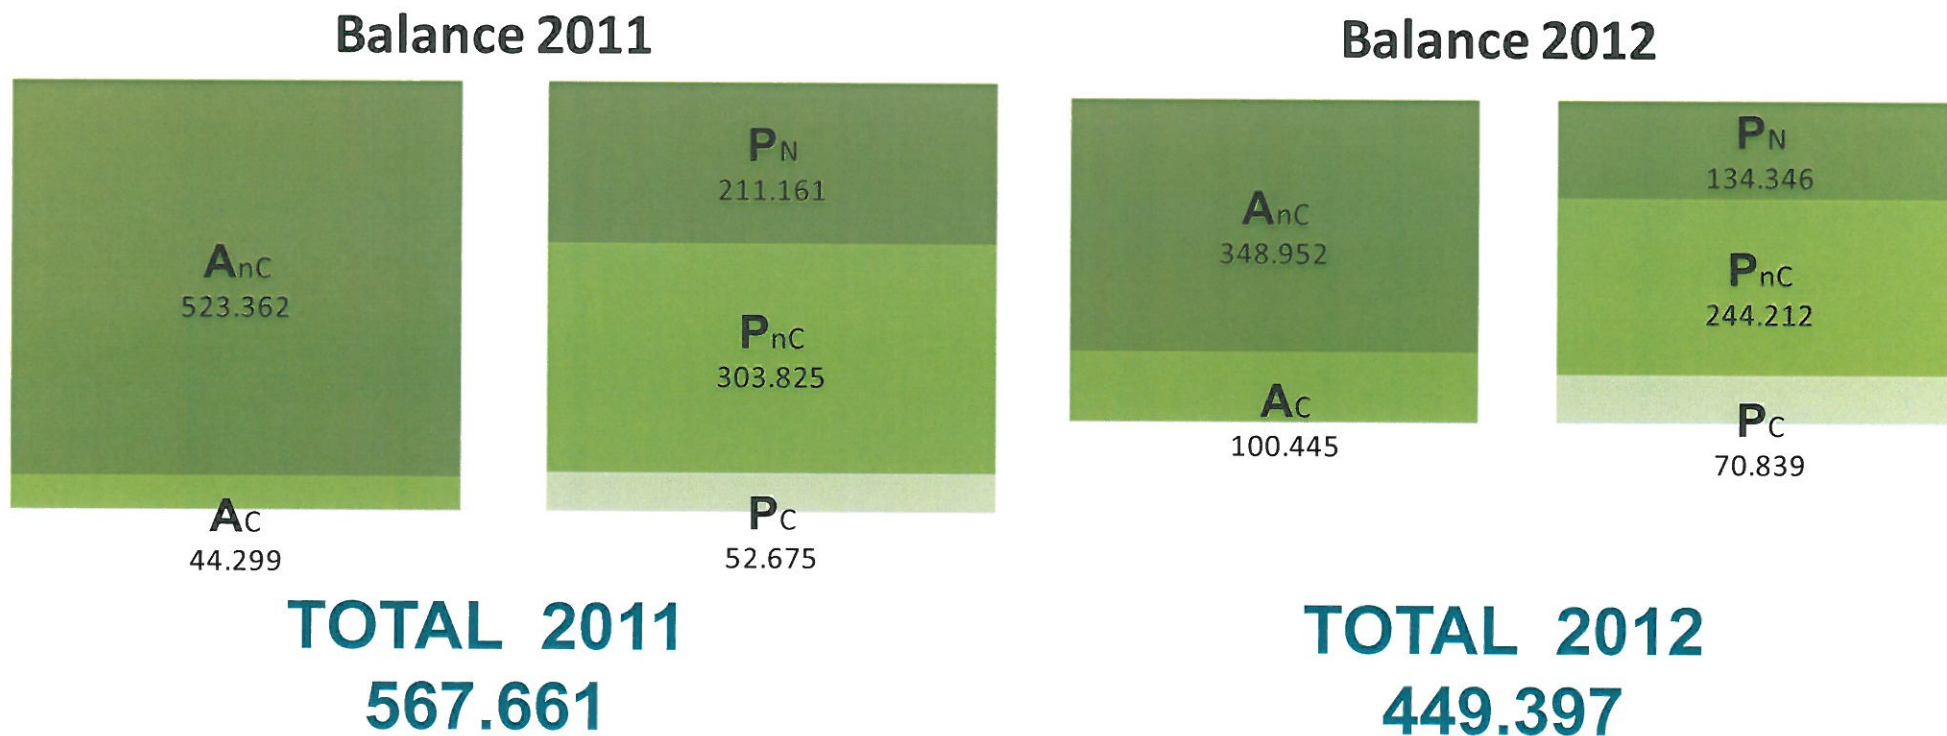 Balance 2011
AnC
523.362
AC
44.299
PN
211.161
PnC
303.825
PC
52.675
TOTAL 2011
567.661
Balance 2012
AnC
348.952
AC
100.445
PN
134.346
PnC
244.212
PC
70.839
TOTAL 2012
449.397